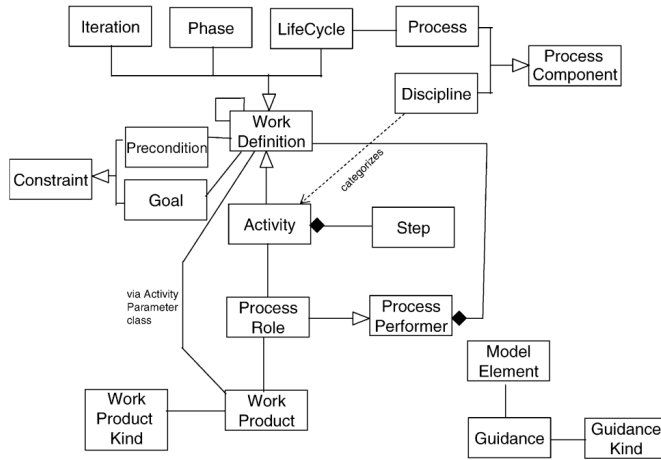 Iteration
Phase
LifeCycle
Process
Process
Component
Discipline
Work
Definition
Precondition
Constraint
Goal
categorizes
Activity
Step
via Activity
Parameter
class
Process
Role
Process
Performer
Model
Element
Work
Product
Kind
Work
Product
Guidance
Guidance
Kind